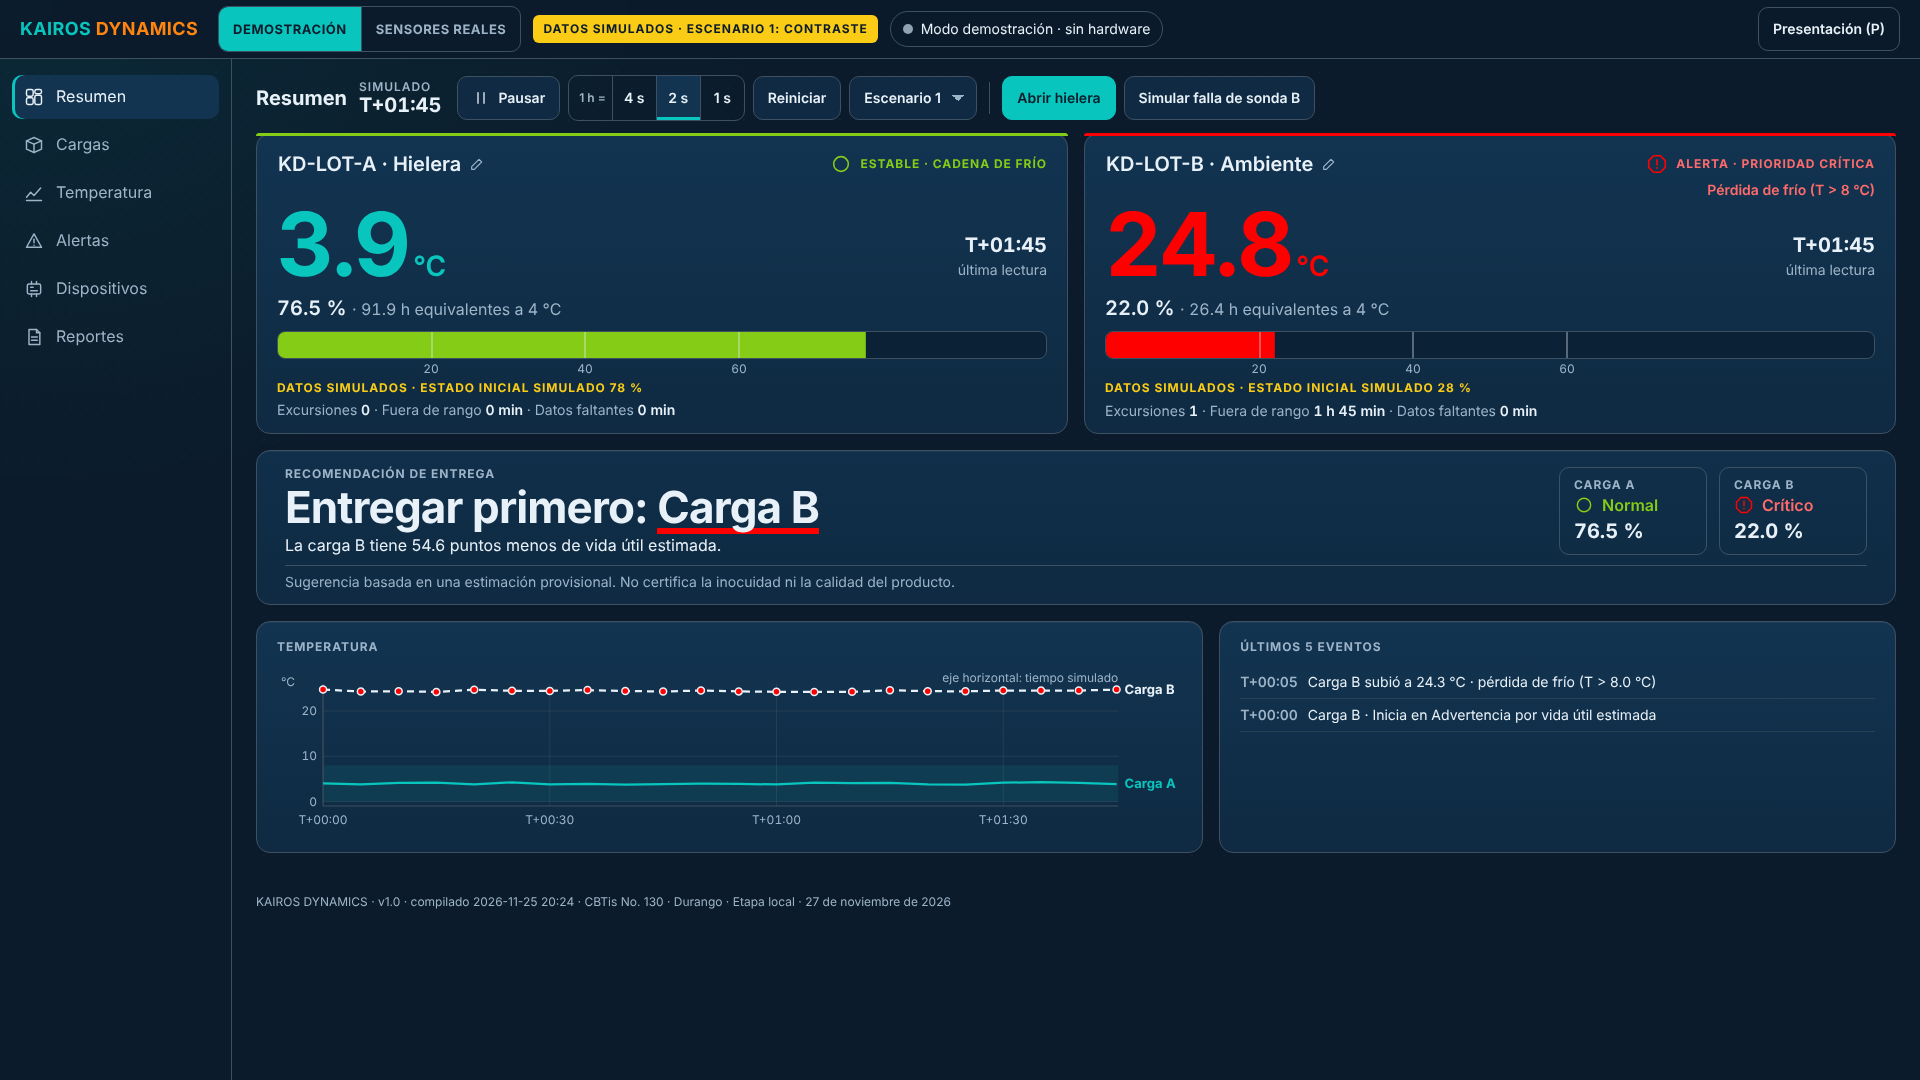 KAIROS DYNAMICS
DEMOSTRACIÓN
SENSORES REALES
DATOS SIMULADOS · ESCENARIO 1: CONTRASTE
Modo demostración · sin hardware
Presentación (P)
Resumen
Cargas
Temperatura
Alertas
Dispositivos
Reportes
Resumen
SIMULADO
T+01:45
Pausar
1 h =
4 s
2 s
1 s
Reiniciar
Escenario 1
Abrir hielera
Simular falla de sonda B
KD-LOT-A · Hielera
ESTABLE · CADENA DE FRÍO
3.9 °C
T+01:45
última lectura
76.5 % · 91.9 h equivalentes a 4 °C
20 40 60
DATOS SIMULADOS · ESTADO INICIAL SIMULADO 78 %
Excursiones 0 · Fuera de rango 0 min · Datos faltantes 0 min
KD-LOT-B · Ambiente
ALERTA · PRIORIDAD CRÍTICA
Pérdida de frío (T > 8 °C)
24.8 °C
T+01:45
última lectura
22.0 % · 26.4 h equivalentes a 4 °C
20 40 60
DATOS SIMULADOS · ESTADO INICIAL SIMULADO 28 %
Excursiones 1 · Fuera de rango 1 h 45 min · Datos faltantes 0 min
RECOMENDACIÓN DE ENTREGA
Entregar primero: Carga B
La carga B tiene 54.6 puntos menos de vida útil estimada.
Sugerencia basada en una estimación provisional. No certifica la inocuidad ni la calidad del producto.
CARGA A
Normal
76.5 %
CARGA B
Crítico
22.0 %
TEMPERATURA
°C
eje horizontal: tiempo simulado
Carga B
20
10
Carga A
0
T+00:00 T+00:30 T+01:00 T+01:30
ÚLTIMOS 5 EVENTOS
T+00:05 Carga B subió a 24.3 °C · pérdida de frío (T > 8.0 °C)
T+00:00 Carga B · Inicia en Advertencia por vida útil estimada
KAIROS DYNAMICS · v1.0 · compilado 2026-11-25 20:24 · CBTis No. 130 · Durango · Etapa local · 27 de noviembre de 2026